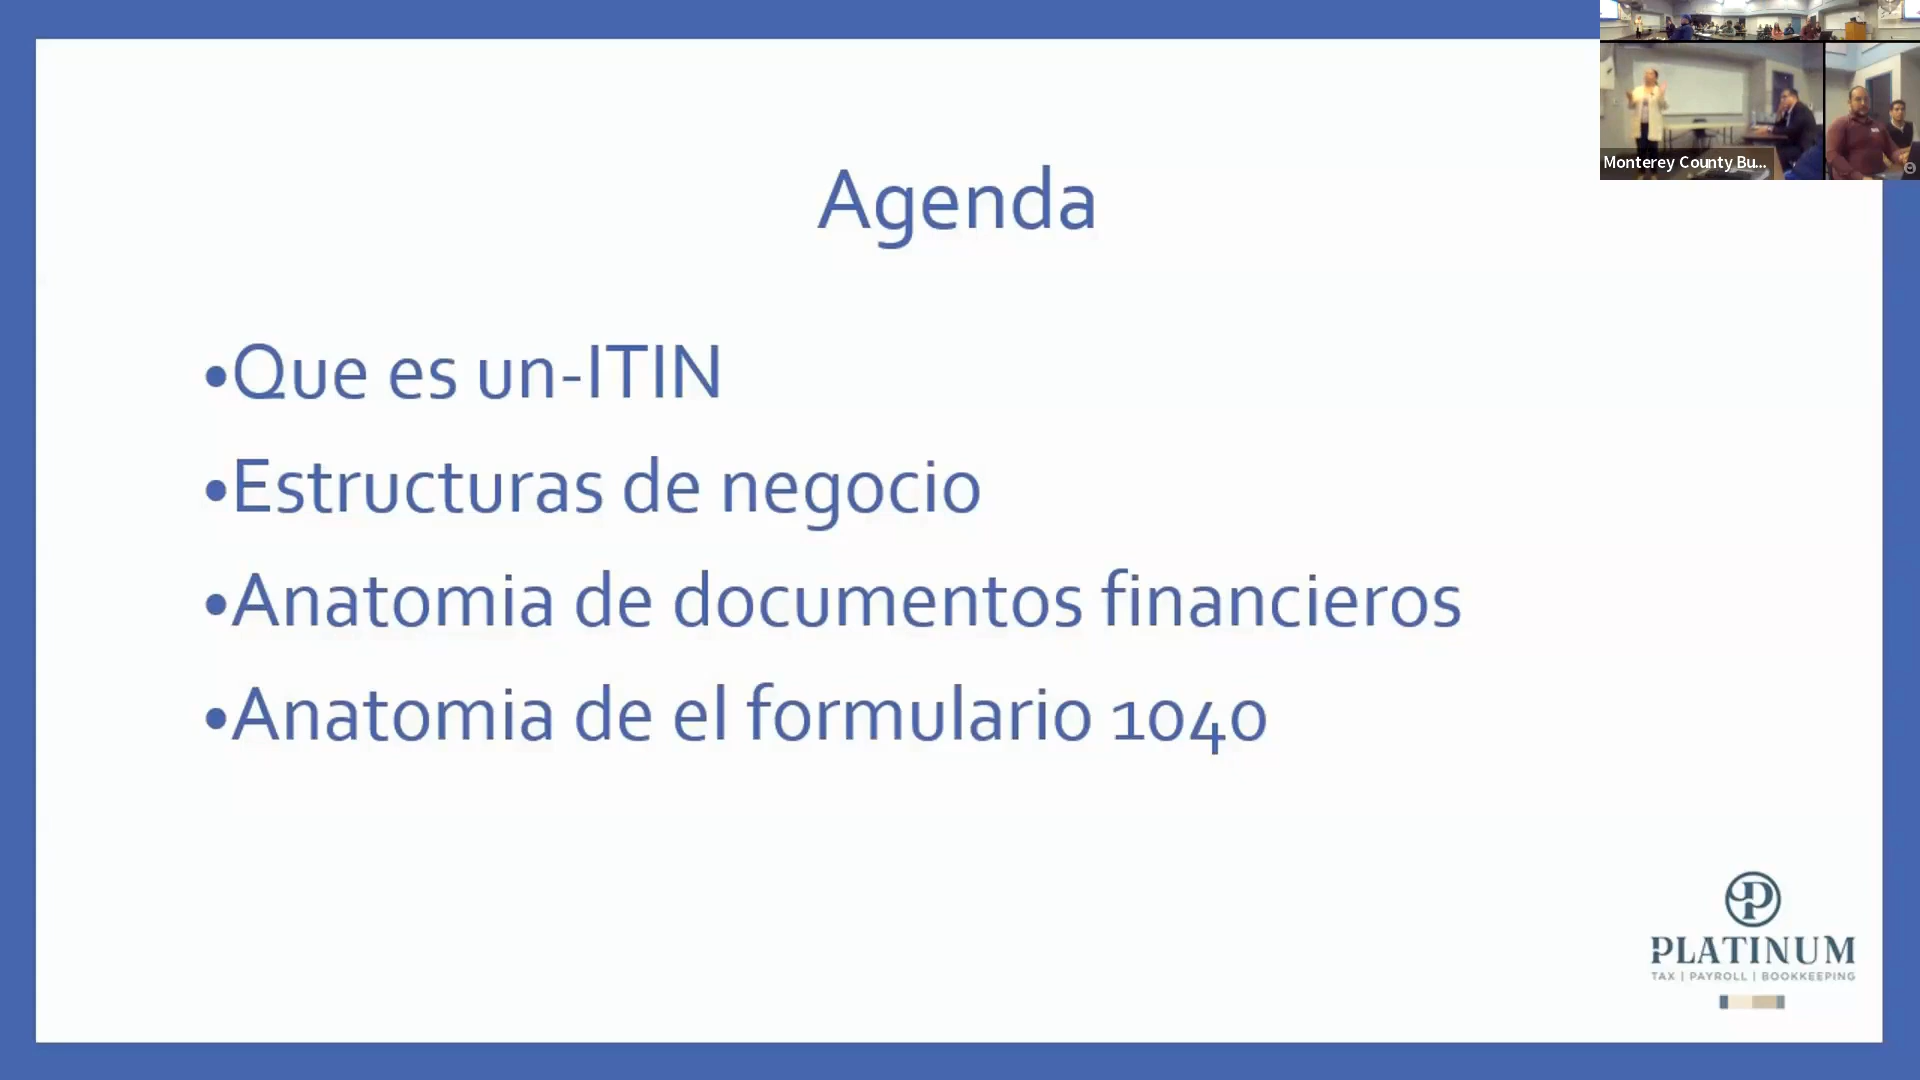 Monterey County Bu...
Agenda
•Que es un-ITIN
•Estructuras de negocio
•Anatomia de documentos financieros
•Anatomia de el formulario 1040
PLATINUM
TAX | PAYROLL | BOOKKEEPING